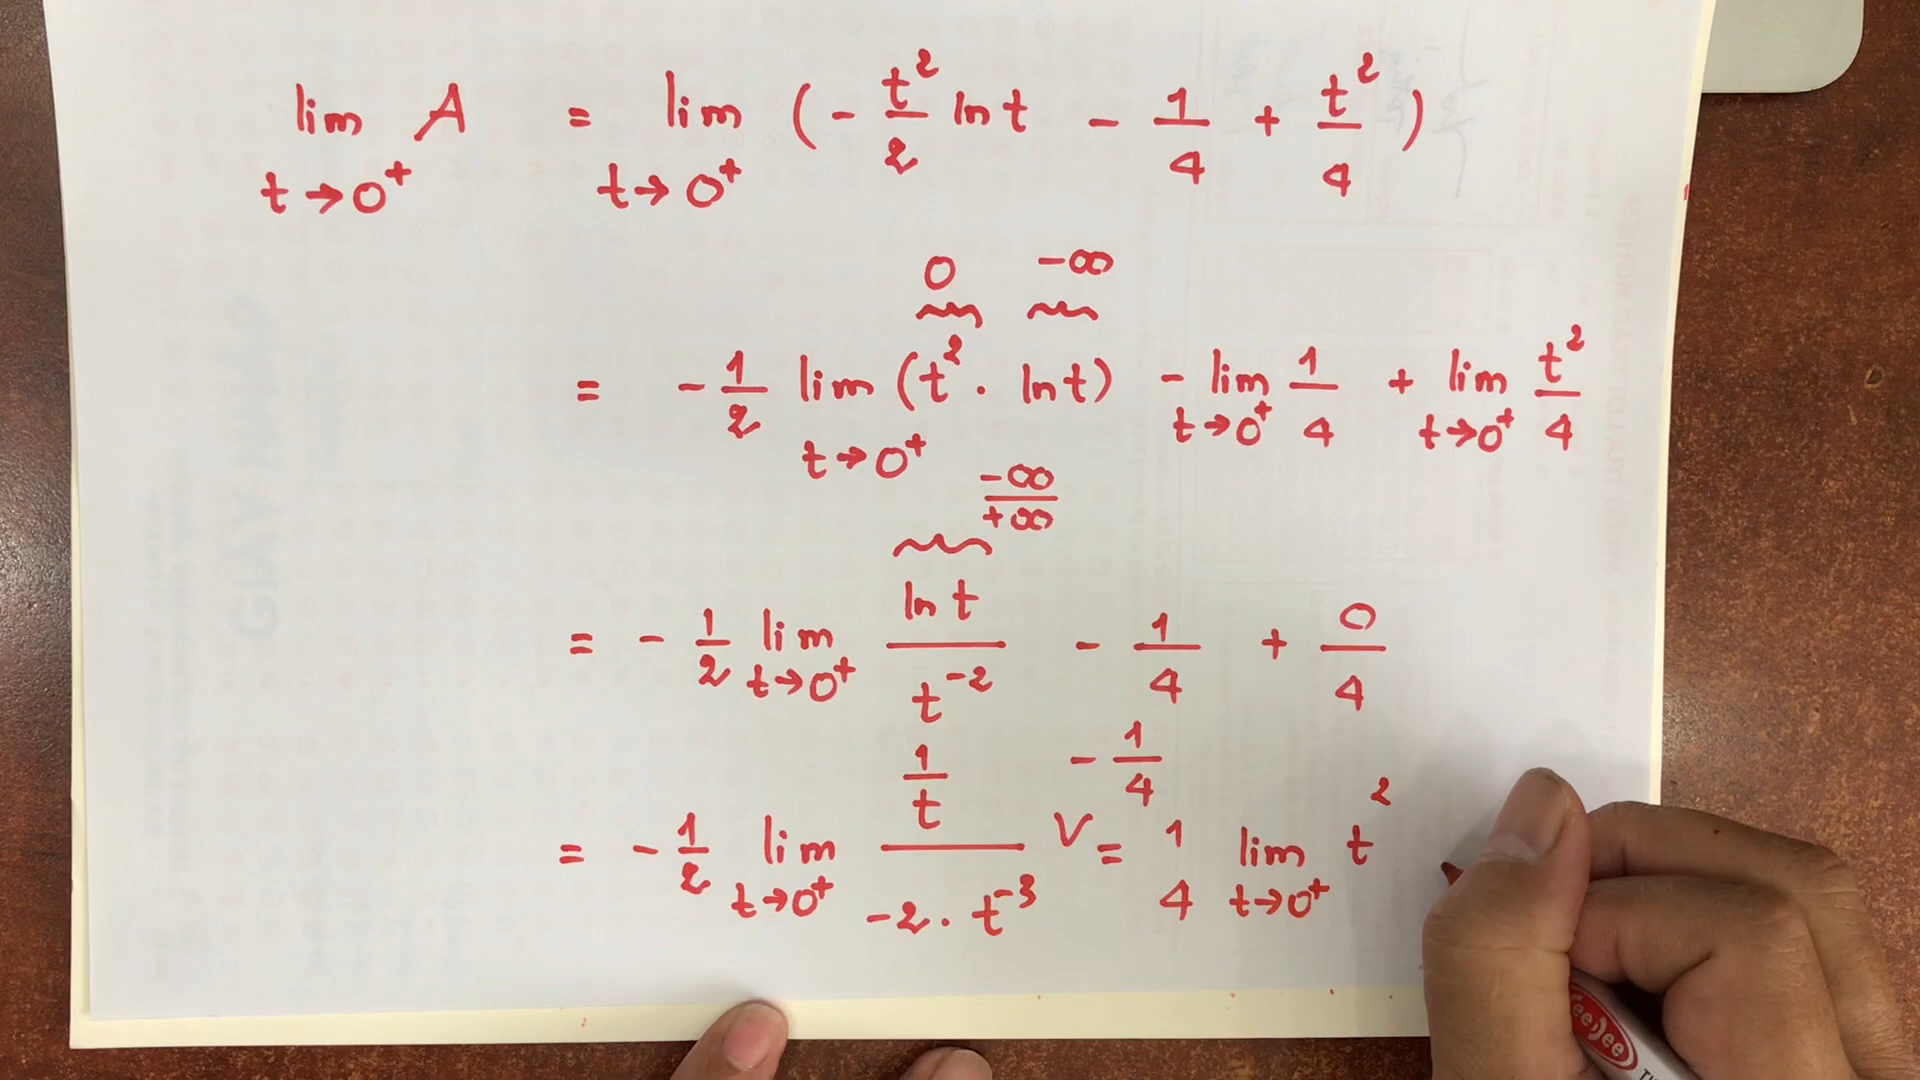 lim A = lim (- t²/2 ln t - 1/4 + t²/4)
t→0⁺ t→0⁺
0 -∞
= - 1/2 lim (t² · ln t) - lim 1/4 + lim t²/4
t→0⁺ t→0⁺ t→0⁺
-∞/+∞
= - 1/2 lim ln t / t⁻² - 1/4 + 0/4
t→0⁺
- 1/4
= - 1/2 lim 1/t / -2 · t⁻³ V = 1 4 lim t²
t→0⁺ t→0⁺